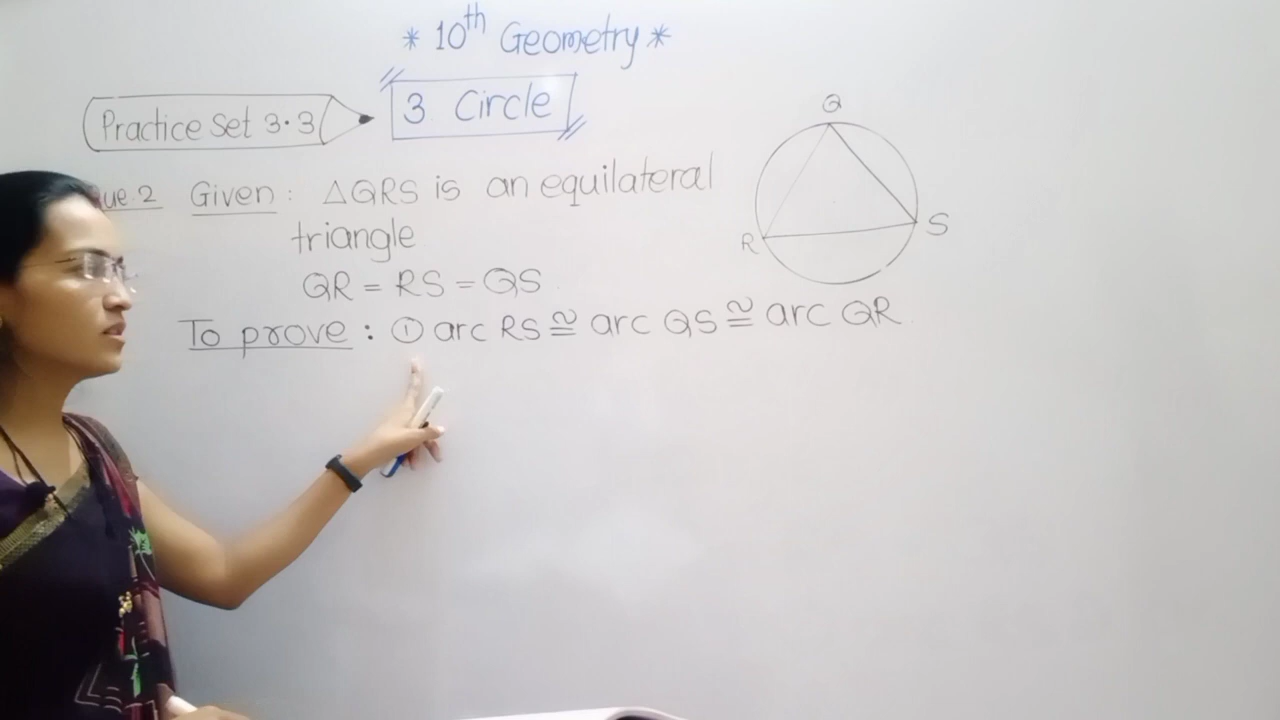 * 10th Geometry *
Practice Set 3.3
3 Circle
ue. 2 Given : △QRS is an equilateral
triangle
QR = RS = QS
To prove : ① arc RS ≅ arc QS ≅ arc QR
Q
R
S